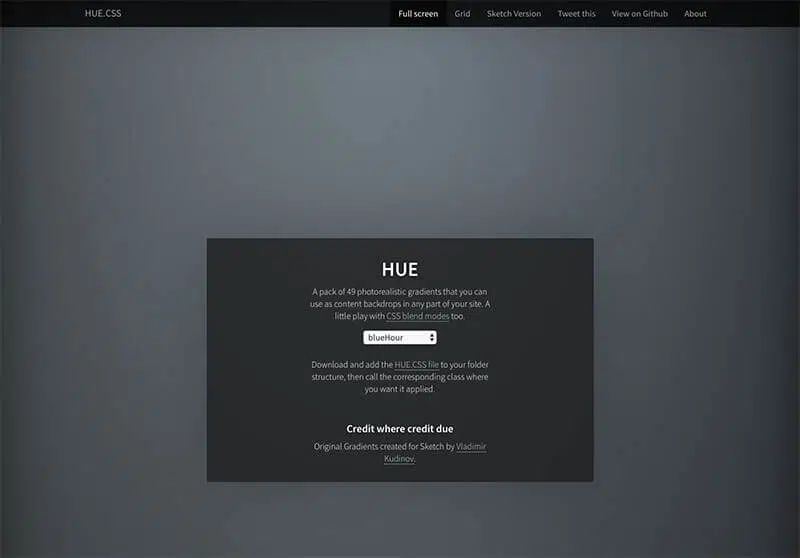 HUE.CSS
Full screen
Grid
Sketch Version
Tweet this
View on Github
About
HUE
A pack of 49 photorealistic gradients that you can
use as content backdrops in any part of your site. A
little play with CSS blend modes too.
blueHour
Download and add the HUE.CSS file to your folder
structure, then call the corresponding class where
you want it applied.
Credit where credit due
Original Gradients created for Sketch by Vladimir
Kudinov.